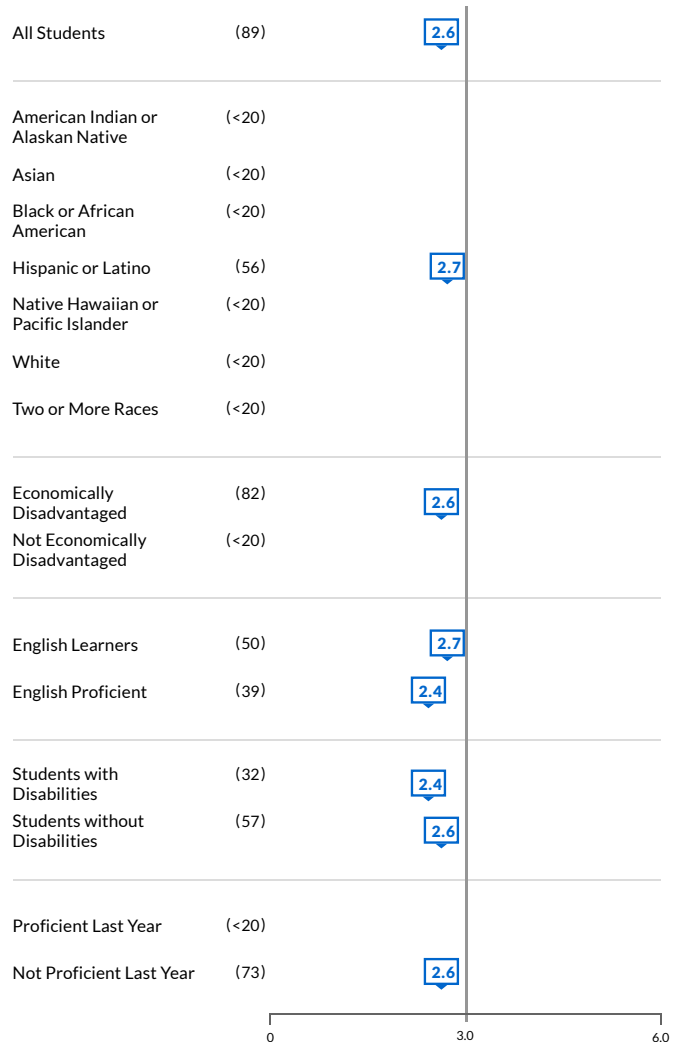 All Students (89) 2.6
American Indian or
Alaskan Native (<20)
Asian (<20)
Black or African
American (<20)
Hispanic or Latino (56) 2.7
Native Hawaiian or
Pacific Islander (<20)
White (<20)
Two or More Races (<20)
Economically
Disadvantaged (82) 2.6
Not Economically
Disadvantaged (<20)
English Learners (50) 2.7
English Proficient (39) 2.4
Students with
Disabilities (32) 2.4
Students without
Disabilities (57) 2.6
Proficient Last Year (<20)
Not Proficient Last Year (73) 2.6
0 3.0 6.0